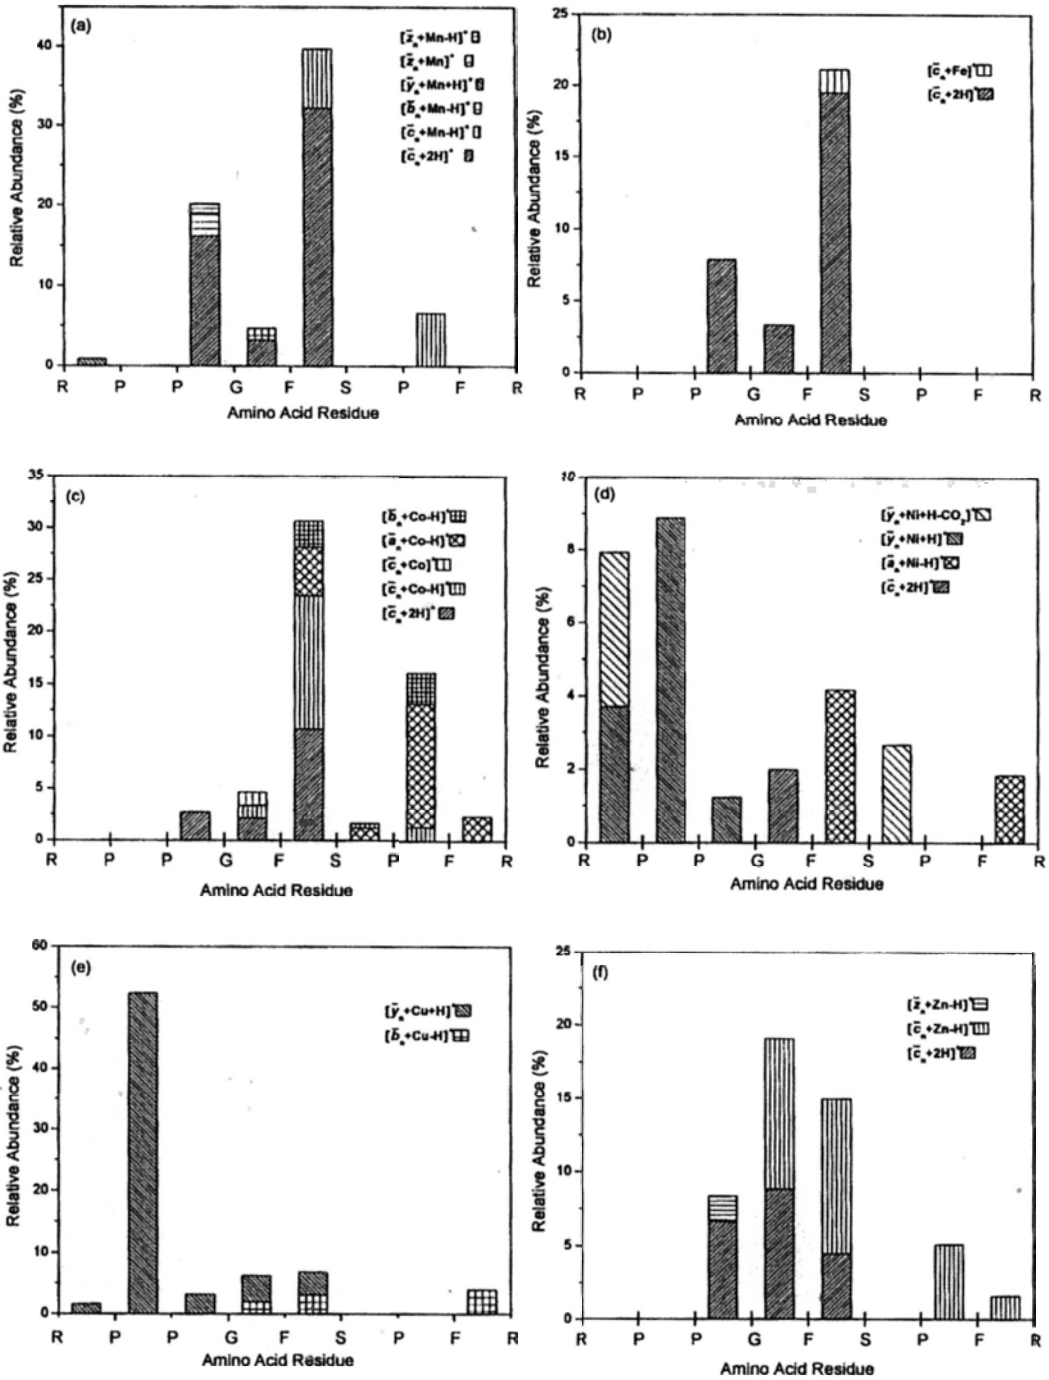 (a)
[z̄ₙ+Mn-H]⁺
[z̄ₙ+Mn]⁺
[ȳₙ+Mn+H]⁺
[b̄ₙ+Mn-H]⁺
[c̄ₙ+Mn-H]⁺
[c̄ₙ+2H]⁺
40
30
20
10
0
Relative Abundance (%)
R P P G F S P F R
Amino Acid Residue
(b)
[c̄ₙ+Fe]⁺
[c̄ₙ+2H]⁺
25
20
15
10
5
0
Relative Abundance (%)
R P P G F S P F R
Amino Acid Residue
(c)
[b̄ₙ+Co-H]⁺
[āₙ+Co-H]⁺
[c̄ₙ+Co]⁺
[c̄ₙ+Co-H]⁺
[c̄ₙ+2H]⁺
35
30
25
20
15
10
5
0
Relative Abundance (%)
R P P G F S P F R
Amino Acid Residue
(d)
[ȳₙ+Ni+H-CO₂]⁺
[ȳₙ+Ni+H]⁺
[āₙ+Ni-H]⁺
[c̄ₙ+2H]⁺
10
8
6
4
2
0
Relative Abundance (%)
R P P G F S P F R
Amino Acid Residue
(e)
[ȳₙ+Cu+H]⁺
[b̄ₙ+Cu-H]⁺
60
50
40
30
20
10
0
Relative Abundance (%)
R P P G F S P F R
Amino Acid Residue
(f)
[z̄ₙ+Zn-H]⁺
[c̄ₙ+Zn-H]⁺
[c̄ₙ+2H]⁺
25
20
15
10
5
0
Relative Abundance (%)
R P P G F S P F R
Amino Acid Residue